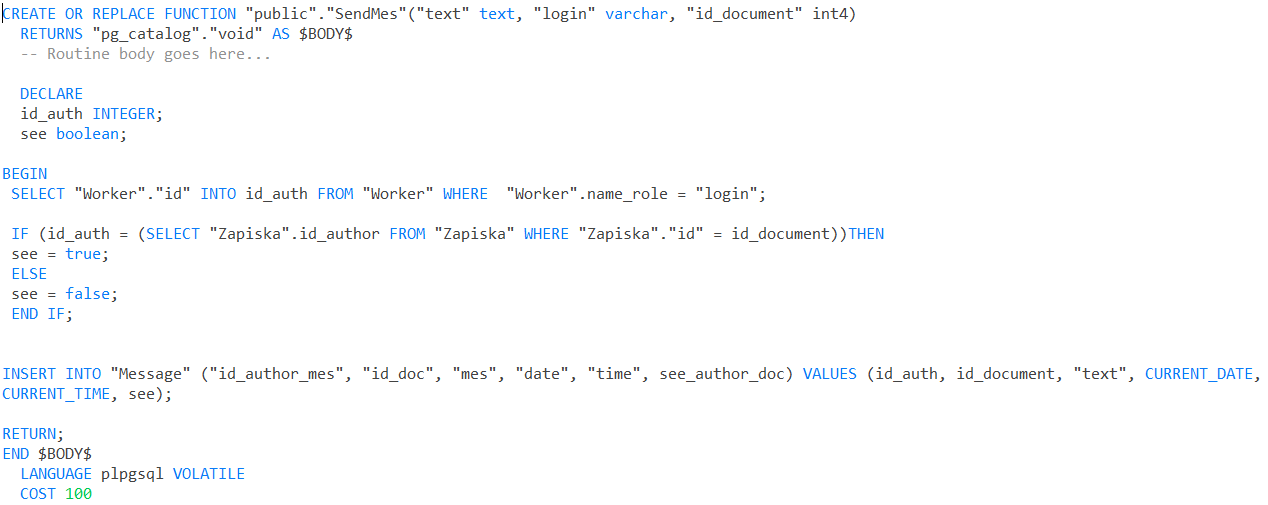 CREATE OR REPLACE FUNCTION "public"."SendMes"("text" text, "login" varchar, "id_document" int4)
RETURNS "pg_catalog"."void" AS $BODY$
-- Routine body goes here...
DECLARE
id_auth INTEGER;
see boolean;
BEGIN
SELECT "Worker"."id" INTO id_auth FROM "Worker" WHERE  "Worker".name_role = "login";
IF (id_auth = (SELECT "Zapiska".id_author FROM "Zapiska" WHERE "Zapiska"."id" = id_document))THEN
see = true;
ELSE
see = false;
END IF;
INSERT INTO "Message" ("id_author_mes", "id_doc", "mes", "date", "time", see_author_doc) VALUES (id_auth, id_document, "text", CURRENT_DATE,
CURRENT_TIME, see);
RETURN;
END $BODY$
LANGUAGE plpgsql VOLATILE
COST 100